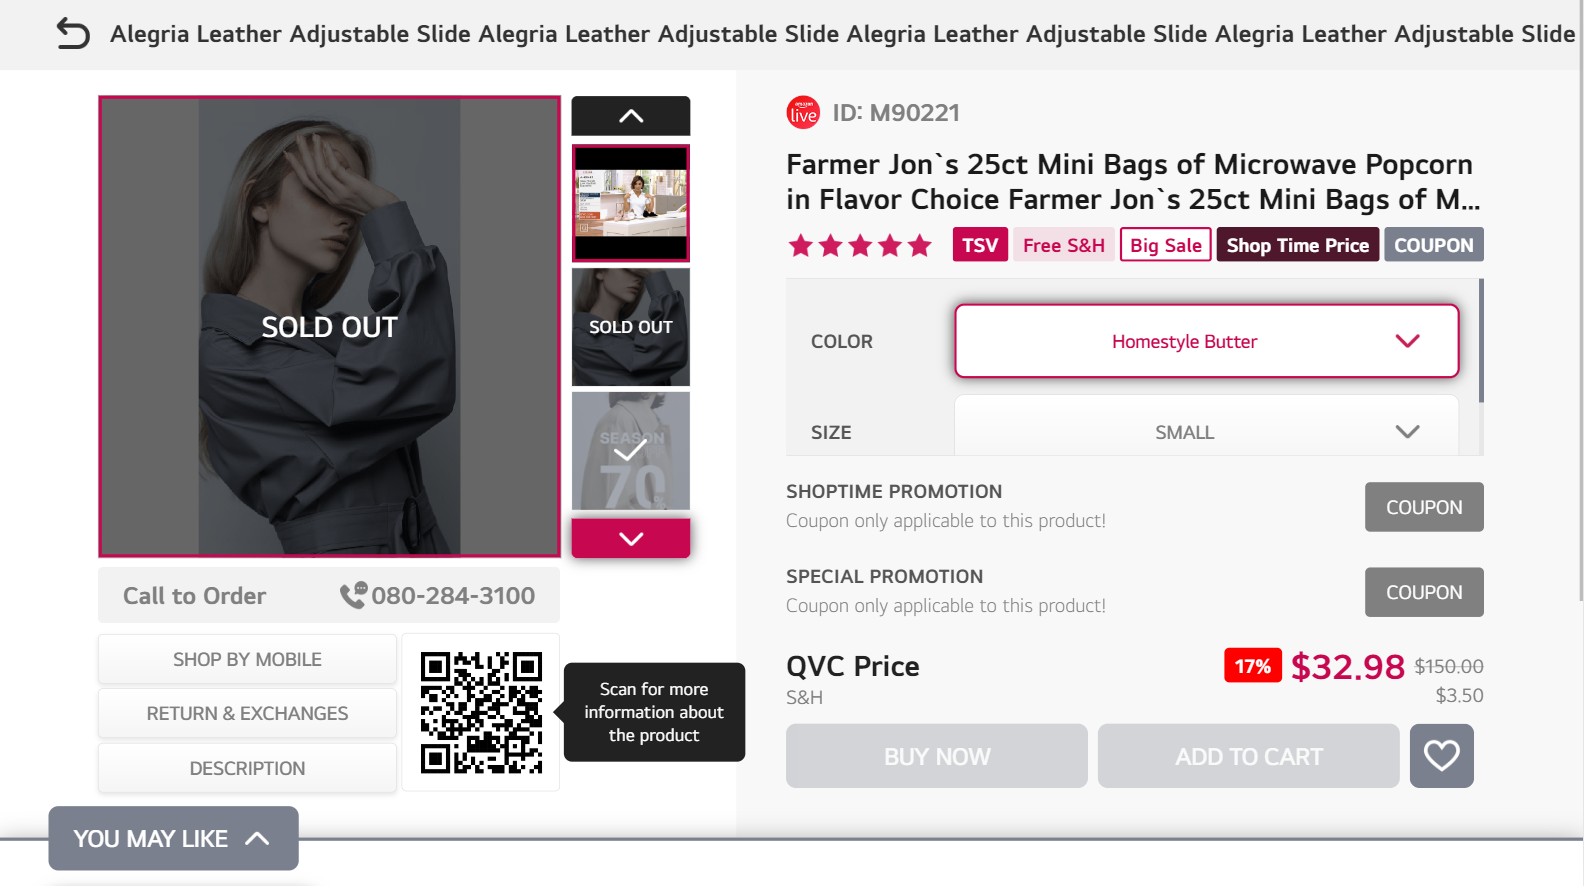 Alegria Leather Adjustable Slide Alegria Leather Adjustable Slide Alegria Leather Adjustable Slide Alegria Leather Adjustable Slide
SOLD OUT
SOLD OUT
SEASON
70%
Call to Order 080-284-3100
SHOP BY MOBILE
RETURN & EXCHANGES
DESCRIPTION
Scan for more
information about
the product
YOU MAY LIKE
amazon
live
ID: M90221
Farmer Jon`s 25ct Mini Bags of Microwave Popcorn
in Flavor Choice Farmer Jon`s 25ct Mini Bags of M...
TSV Free S&H Big Sale Shop Time Price COUPON
COLOR Homestyle Butter
SIZE SMALL
SHOPTIME PROMOTION
Coupon only applicable to this product!
COUPON
SPECIAL PROMOTION
Coupon only applicable to this product!
COUPON
QVC Price 17% $32.98 $150.00
S&H $3.50
BUY NOW ADD TO CART